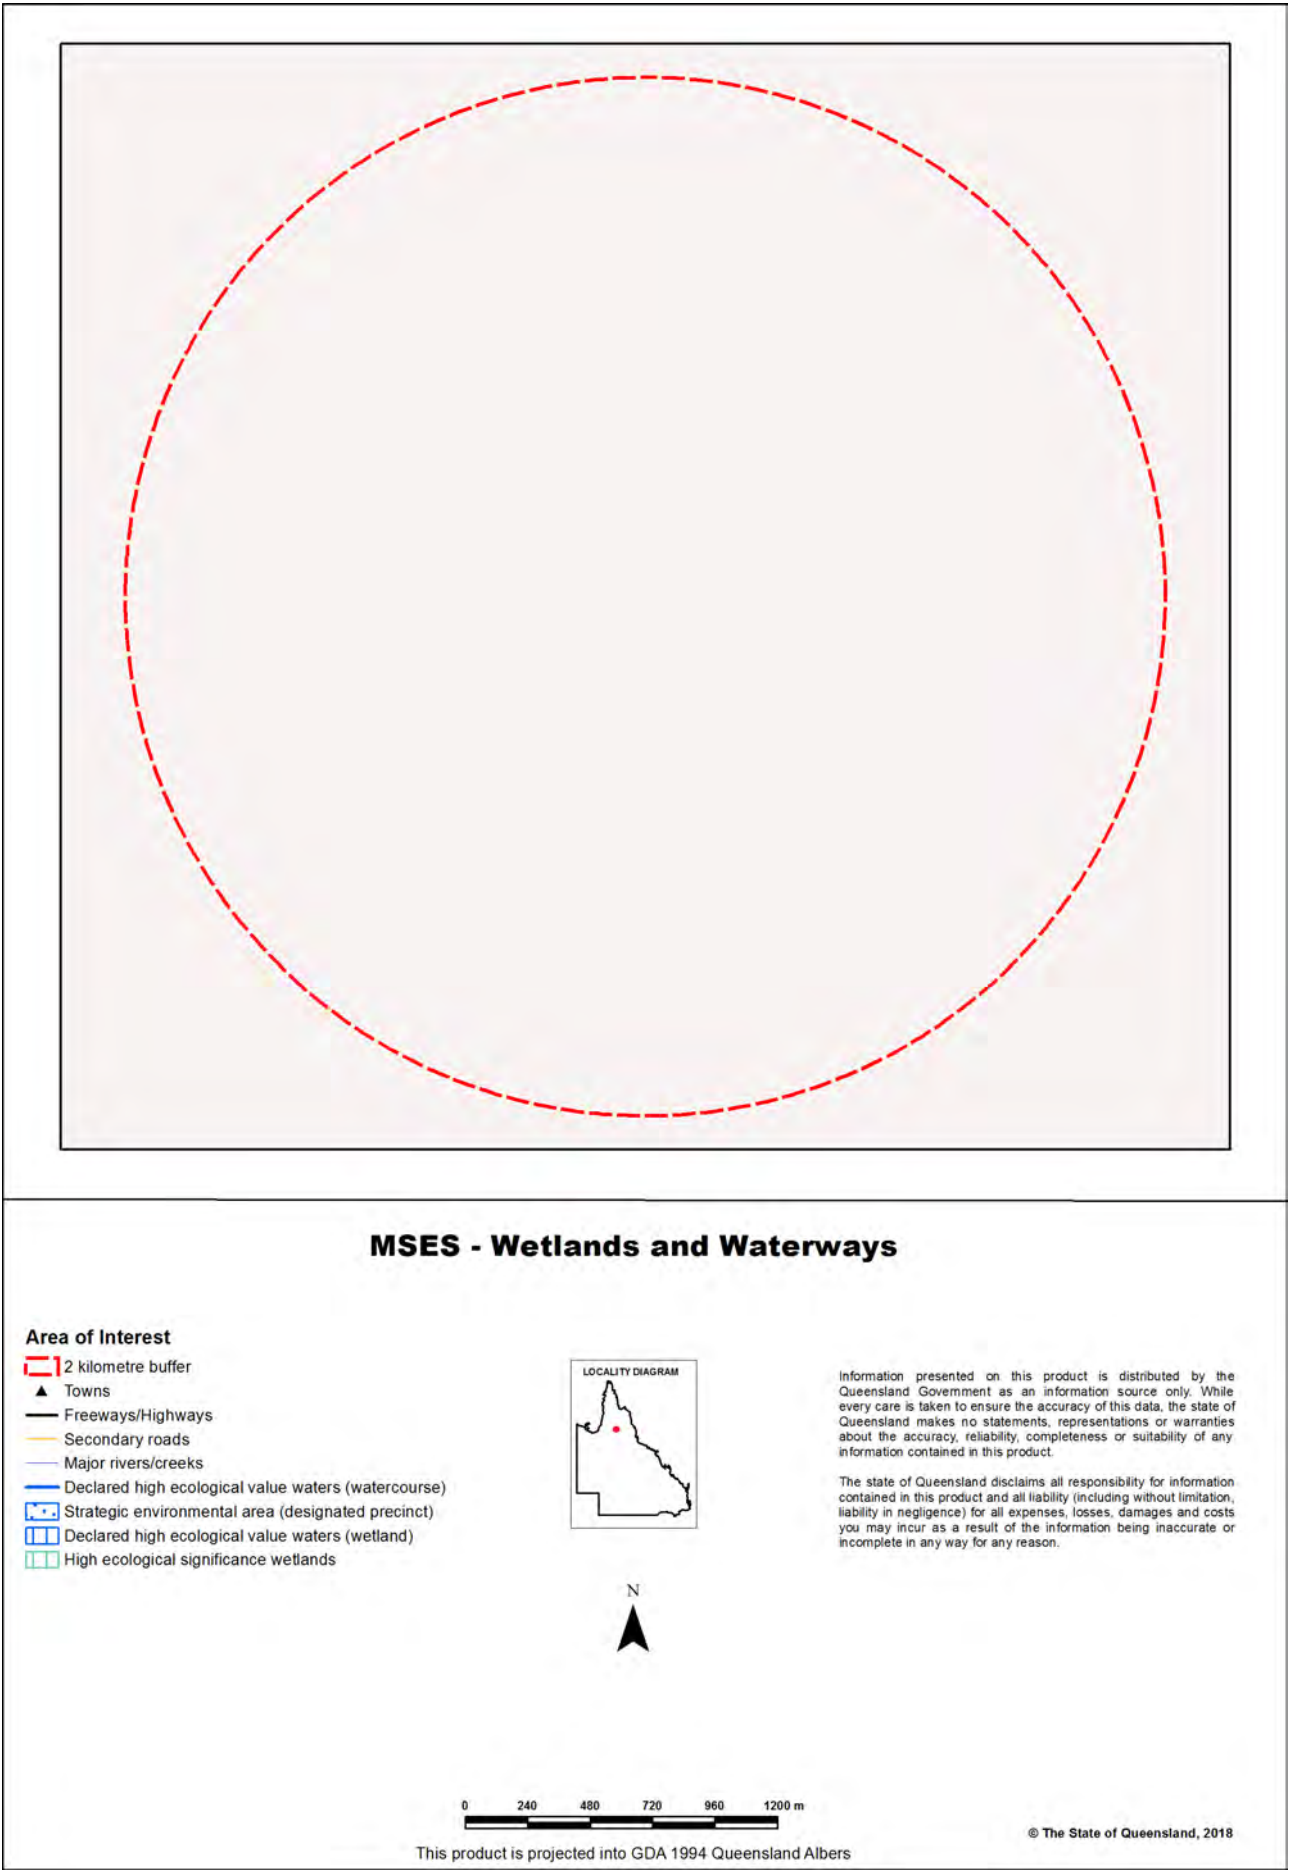 MSES - Wetlands and Waterways
Area of Interest
2 kilometre buffer
Towns
Freeways/Highways
Secondary roads
Major rivers/creeks
Declared high ecological value waters (watercourse)
Strategic environmental area (designated precinct)
Declared high ecological value waters (wetland)
High ecological significance wetlands
LOCALITY DIAGRAM
N
Information presented on this product is distributed by the
Queensland Government as an information source only. While
every care is taken to ensure the accuracy of this data, the state of
Queensland makes no statements, representations or warranties
about the accuracy, reliability, completeness or suitability of any
information contained in this product.
The state of Queensland disclaims all responsibility for information
contained in this product and all liability (including without limitation,
liability in negligence) for all expenses, losses, damages and costs
you may incur as a result of the information being inaccurate or
incomplete in any way for any reason.
0 240 480 720 960 1200 m
This product is projected into GDA 1994 Queensland Albers
© The State of Queensland, 2018